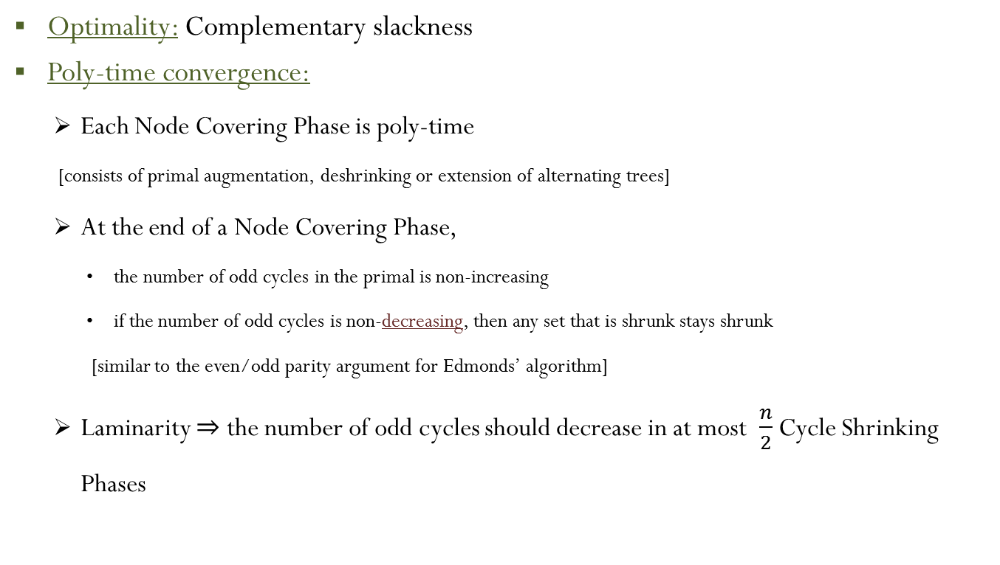 ▪ Optimality: Complementary slackness
▪ Poly-time convergence:
➢ Each Node Covering Phase is poly-time
[consists of primal augmentation, deshrinking or extension of alternating trees]
➢ At the end of a Node Covering Phase,
• the number of odd cycles in the primal is non-increasing
• if the number of odd cycles is non-decreasing, then any set that is shrunk stays shrunk
[similar to the even/odd parity argument for Edmonds’ algorithm]
➢ Laminarity ⇒ the number of odd cycles should decrease in at most n/2 Cycle Shrinking
Phases